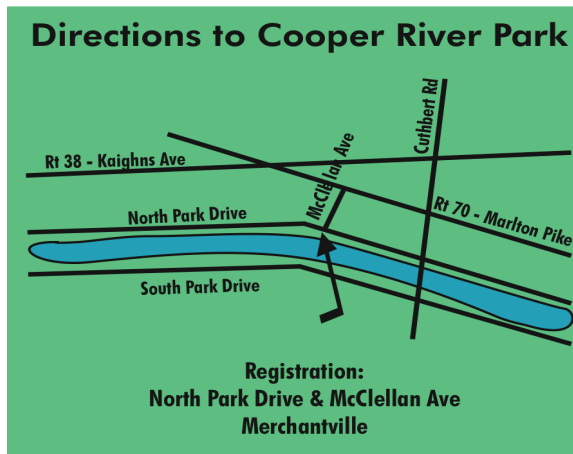 Directions to Cooper River Park
Cuthbert Rd
McClellan Ave
Rt 38 - Kaighns Ave
Rt 70 - Marlton Pike
North Park Drive
South Park Drive
Registration:
North Park Drive & McClellan Ave
Merchantville